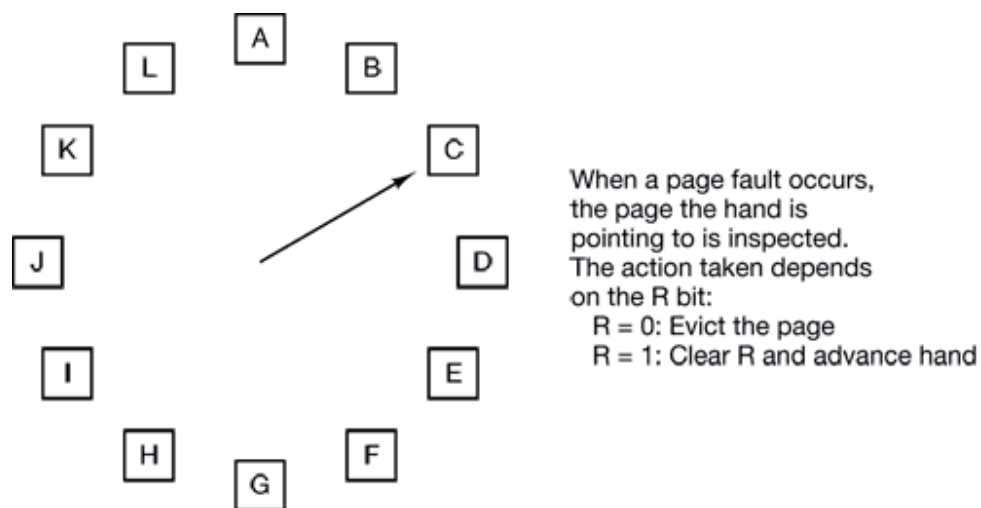 A
B
C
D
E
F
G
H
I
J
K
L
When a page fault occurs,
the page the hand is
pointing to is inspected.
The action taken depends
on the R bit:
R = 0: Evict the page
R = 1: Clear R and advance hand